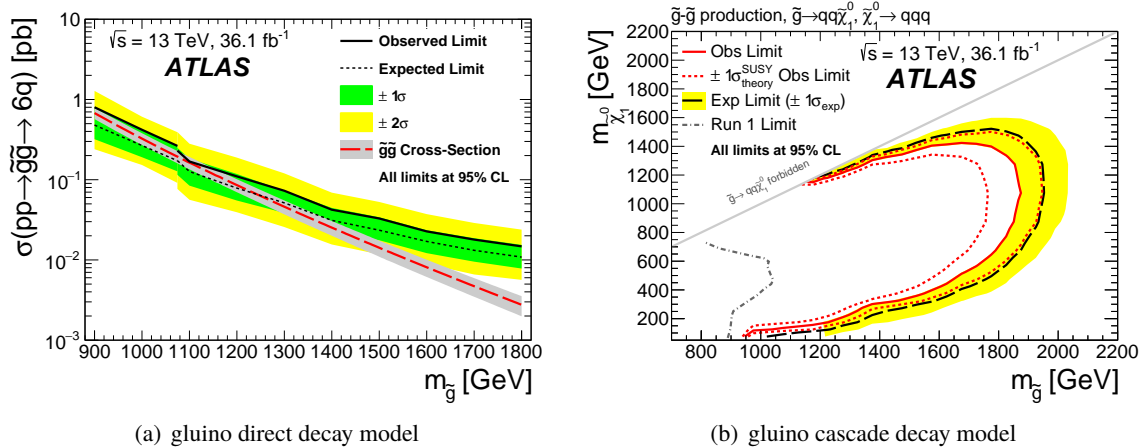 √s = 13 TeV, 36.1 fb⁻¹
ATLAS
Observed Limit
Expected Limit
± 1σ
± 2σ
g̃g̃ Cross-Section
All limits at 95% CL
σ(pp→g̃g̃→ 6q) [pb]
10
1
10⁻¹
10⁻²
10⁻³
900 1000 1100 1200 1300 1400 1500 1600 1700 1800
m_g̃ [GeV]
(a) gluino direct decay model
g̃-g̃ production, g̃→qqχ̃₁⁰, χ̃₁⁰→ qqq
Obs Limit
± 1σ^SUSY_theory Obs Limit
Exp Limit (± 1σ_exp)
Run 1 Limit
All limits at 95% CL
√s = 13 TeV, 36.1 fb⁻¹
ATLAS
g̃→ qqχ̃₁⁰ forbidden
m_χ̃₁⁰ [GeV]
2200
2000
1800
1600
1400
1200
1000
800
600
400
200
800 1000 1200 1400 1600 1800 2000 2200
m_g̃ [GeV]
(b) gluino cascade decay model